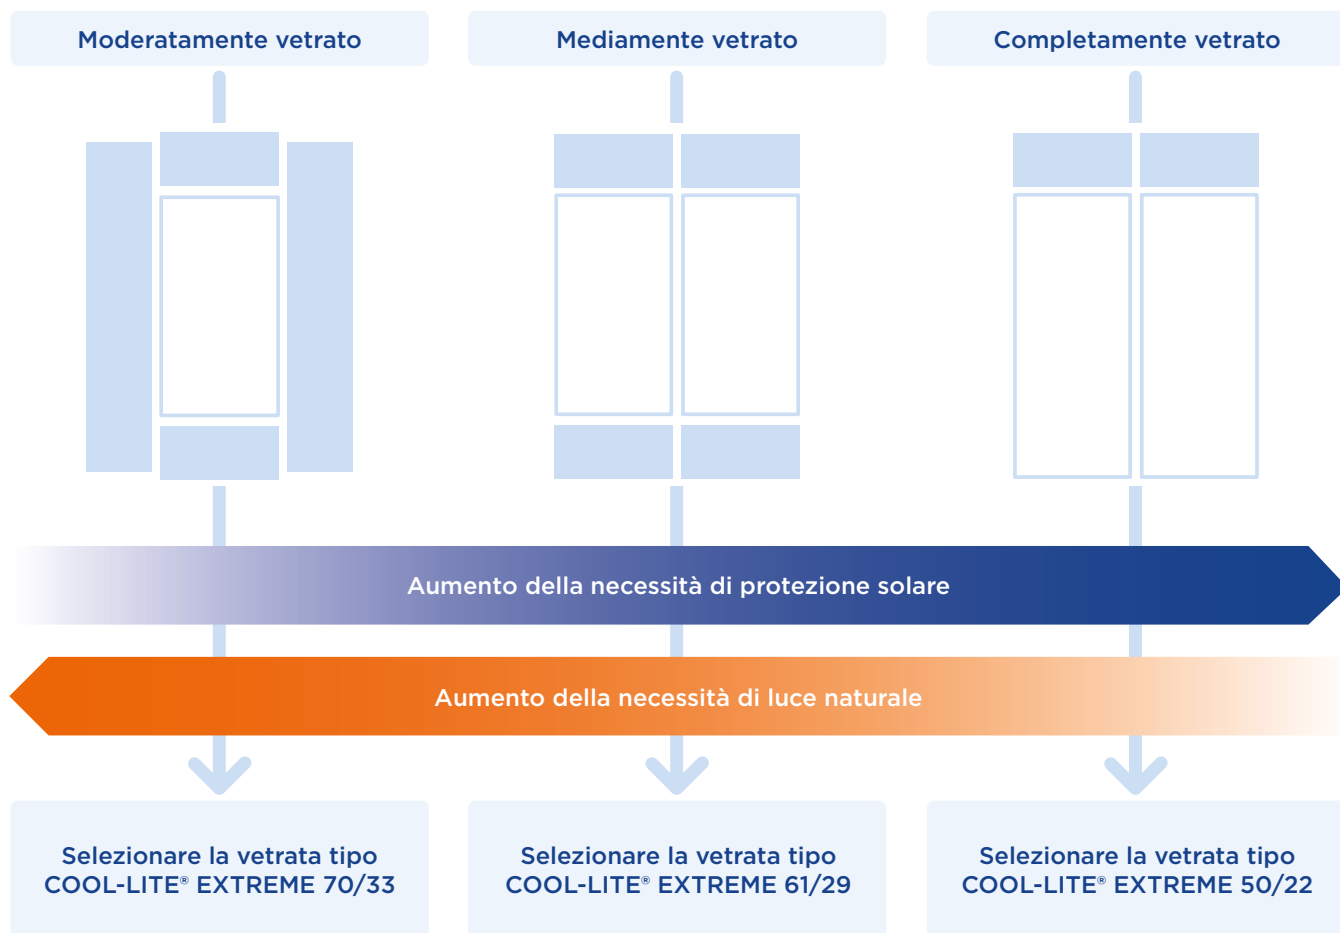 Moderatamente vetrato
Mediamente vetrato
Completamente vetrato
Aumento della necessità di protezione solare
Aumento della necessità di luce naturale
Selezionare la vetrata tipo
COOL-LITE® EXTREME 70/33
Selezionare la vetrata tipo
COOL-LITE® EXTREME 61/29
Selezionare la vetrata tipo
COOL-LITE® EXTREME 50/22